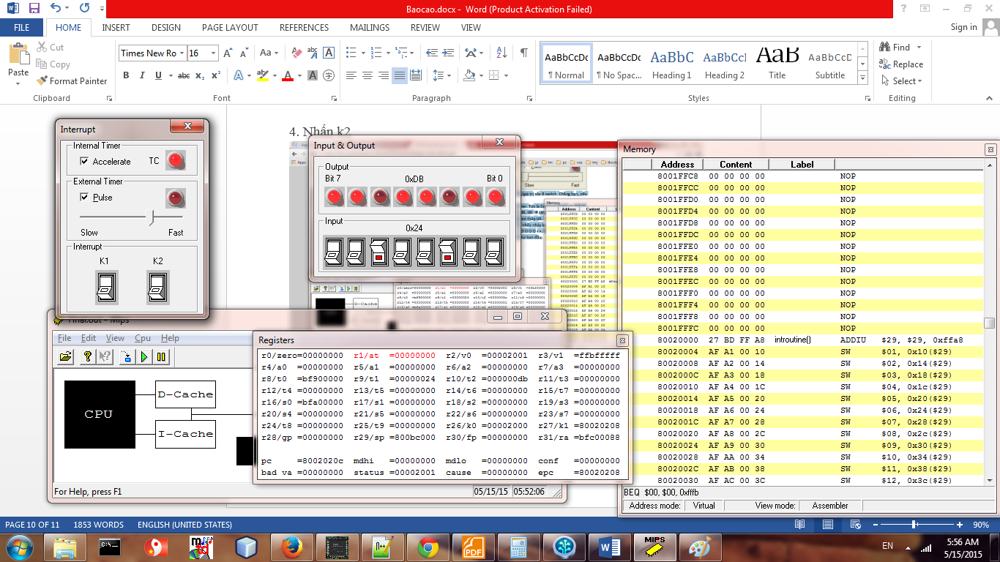 Baocao.docx - Word (Product Activation Failed)
FILE HOME INSERT DESIGN PAGE LAYOUT REFERENCES MAILINGS REVIEW VIEW Sign in
Paste
Cut
Copy
Format Painter
Clipboard
Times New Ro 16
Font
Paragraph
AaBbCcDc AaBbCcDc AaBbC AaBbCcI AaB AaBbCcD
¶ Normal ¶ No Spac... Heading 1 Heading 2 Title Subtitle
Styles
Find
Replace
Select
Editing
4. Nhấn k2
Interrupt
Internal Timer
Accelerate TC
External Timer
Pulse
Slow Fast
Interrupt
K1 K2
Input & Output
Output
Bit 7 0xDB Bit 0
Input
0x24
Memory
Address Content Label
8001FFC8 00 00 00 00 NOP
8001FFCC 00 00 00 00 NOP
8001FFD0 00 00 00 00 NOP
8001FFD4 00 00 00 00 NOP
8001FFD8 00 00 00 00 NOP
8001FFDC 00 00 00 00 NOP
8001FFE0 00 00 00 00 NOP
8001FFE4 00 00 00 00 NOP
8001FFE8 00 00 00 00 NOP
8001FFEC 00 00 00 00 NOP
8001FFF0 00 00 00 00 NOP
8001FFF4 00 00 00 00 NOP
8001FFF8 00 00 00 00 NOP
8001FFFC 00 00 00 00 NOP
80020000 27 BD FF A8 introutine() ADDIU $29, $29, 0xffa8
80020004 AF A1 00 10 SW $01, 0x10($29)
80020008 AF A2 00 14 SW $02, 0x14($29)
8002000C AF A3 00 18 SW $03, 0x18($29)
80020010 AF A4 00 1C SW $04, 0x1c($29)
80020014 AF A5 00 20 SW $05, 0x20($29)
80020018 AF A6 00 24 SW $06, 0x24($29)
8002001C AF A7 00 28 SW $07, 0x28($29)
80020020 AF A8 00 2C SW $08, 0x2c($29)
80020024 AF A9 00 30 SW $09, 0x30($29)
80020028 AF AA 00 34 SW $10, 0x34($29)
8002002C AF AB 00 38 SW $11, 0x38($29)
80020030 AF AC 00 3C SW $12, 0x3c($29)
BEQ $00, $00, 0xfffb
Address mode: Virtual View mode: Assembler
Final.out - Mips
File Edit View Cpu Help
CPU
D-Cache
I-Cache
For Help, press F1 05/15/15 05:52:06
Registers
r0/zero=00000000 r1/at =00000000 r2/v0 =00002001 r3/v1 =ffbfffff
r4/a0 =00000000 r5/a1 =00000000 r6/a2 =00000000 r7/a3 =00000000
r8/t0 =bf900000 r9/t1 =00000024 r10/t2 =000000db r11/t3 =00000000
r12/t4 =00000000 r13/t5 =00000000 r14/t6 =00000000 r15/t7 =00000000
r16/s0 =bfa00000 r17/s1 =00000000 r18/s2 =00000000 r19/s3 =00000000
r20/s4 =00000000 r21/s5 =00000000 r22/s6 =00000000 r23/s7 =00000000
r24/t8 =00000000 r25/t9 =00000000 r26/k0 =00002000 r27/k1 =80020208
r28/gp =00000000 r29/sp =800bc000 r30/fp =00000000 r31/ra =bfc00088
pc =8002020c mdhi =00000000 mdlo =00000000 conf =00000000
bad va =00000000 status =00002001 cause =00000000 epc =80020208
PAGE 10 OF 11 1853 WORDS ENGLISH (UNITED STATES) 90%
EN 5:56 AM
5/15/2015